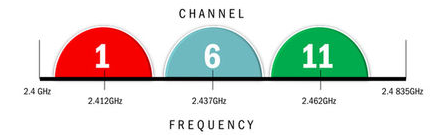 CHANNEL
1 6 11
2.4 GHz 2.412GHz 2.437GHz 2.462GHz 2.4 835GHz
FREQUENCY